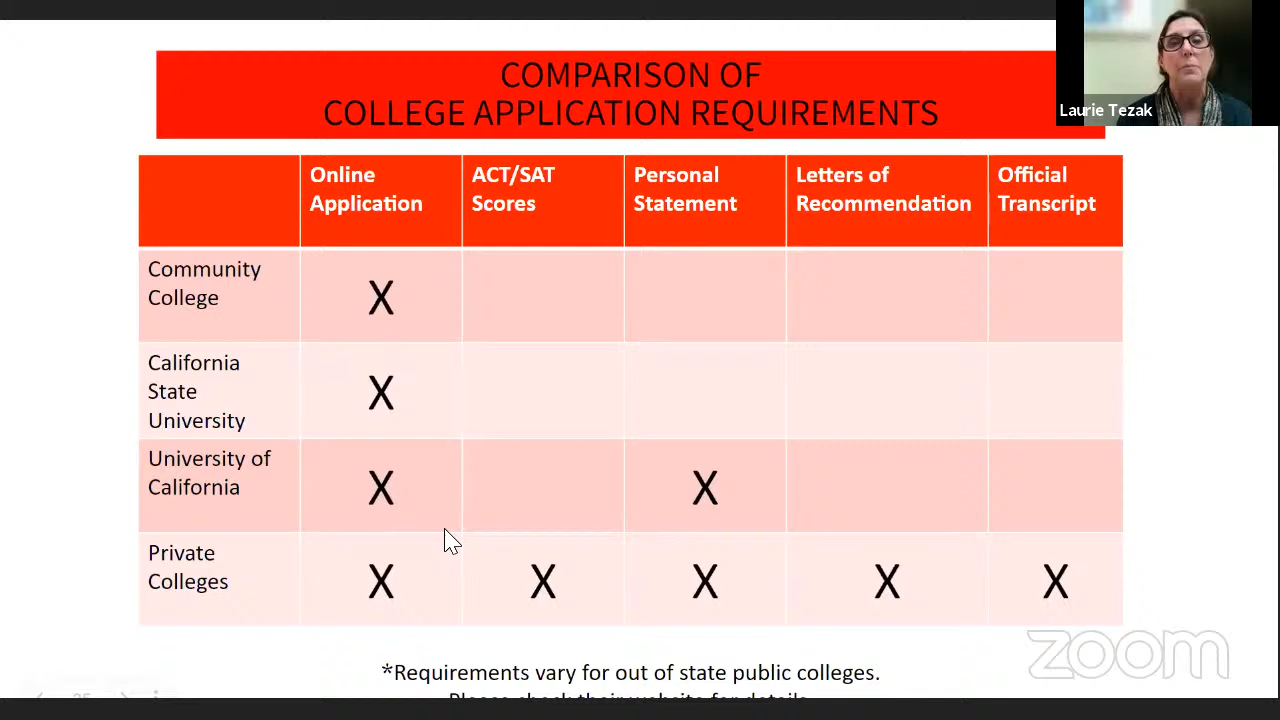 COMPARISON OF
COLLEGE APPLICATION REQUIREMENTS
Laurie Tezak
Online
Application
ACT/SAT
Scores
Personal
Statement
Letters of
Recommendation
Official
Transcript
Community
College
X
California
State
University
X
University of
California
X
X
Private
Colleges
X
X
X
X
X
*Requirements vary for out of state public colleges.
Please check their website for details.
zoom